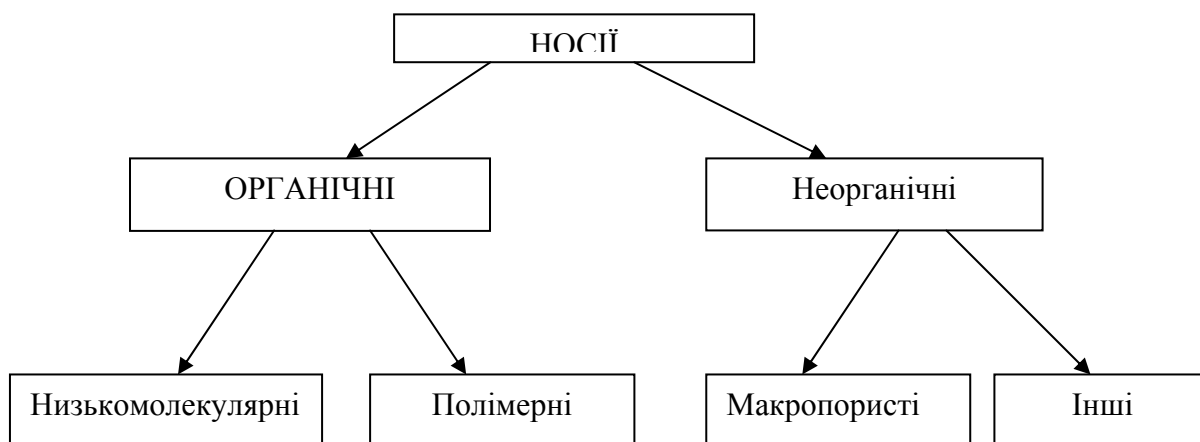 НОСІЇ
ОРГАНІЧНІ
Неорганічні
Низькомолекулярні
Полімерні
Макропористі
Інші